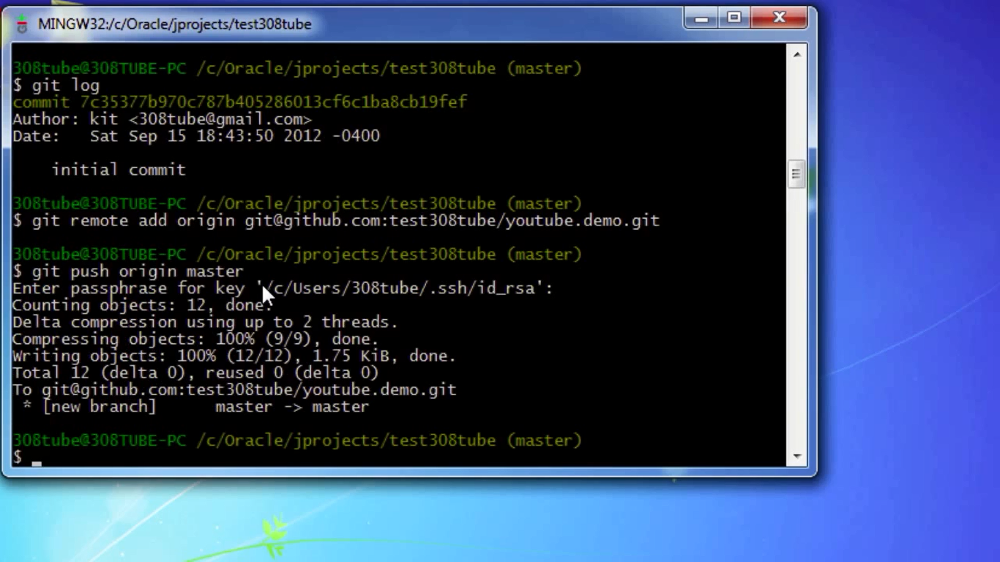 MINGW32:/c/Oracle/jprojects/test308tube
308tube@308TUBE-PC /c/Oracle/jprojects/test308tube (master)
$ git log
commit 7c35377b970c787b405286013cf6c1ba8cb19fef
Author: kit <308tube@gmail.com>
Date:   Sat Sep 15 18:43:50 2012 -0400
initial commit
308tube@308TUBE-PC /c/Oracle/jprojects/test308tube (master)
$ git remote add origin git@github.com:test308tube/youtube.demo.git
308tube@308TUBE-PC /c/Oracle/jprojects/test308tube (master)
$ git push origin master
Enter passphrase for key '/c/Users/308tube/.ssh/id_rsa':
Counting objects: 12, done.
Delta compression using up to 2 threads.
Compressing objects: 100% (9/9), done.
Writing objects: 100% (12/12), 1.75 KiB, done.
Total 12 (delta 0), reused 0 (delta 0)
To git@github.com:test308tube/youtube.demo.git
* [new branch]      master -> master
308tube@308TUBE-PC /c/Oracle/jprojects/test308tube (master)
$